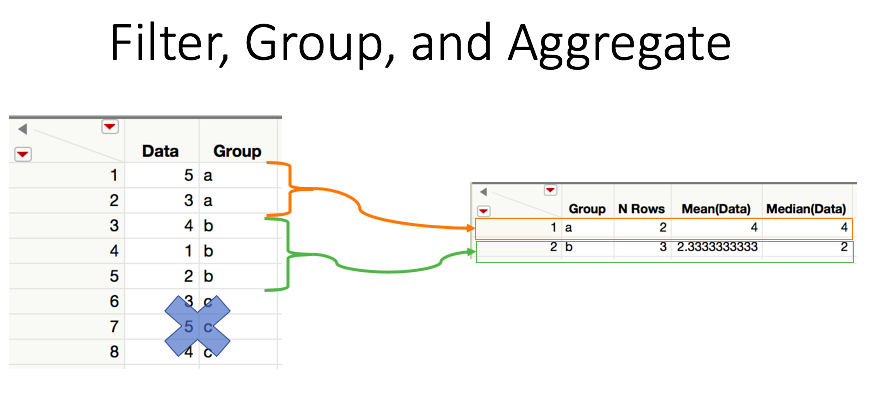 Filter, Group, and Aggregate
Data Group
1 5 a
2 3 a
3 4 b
4 1 b
5 2 b
6 3 c
7 5 c
8 4 c
Group N Rows Mean(Data) Median(Data)
1 a 2 4 4
2 b 3 2.3333333333 2